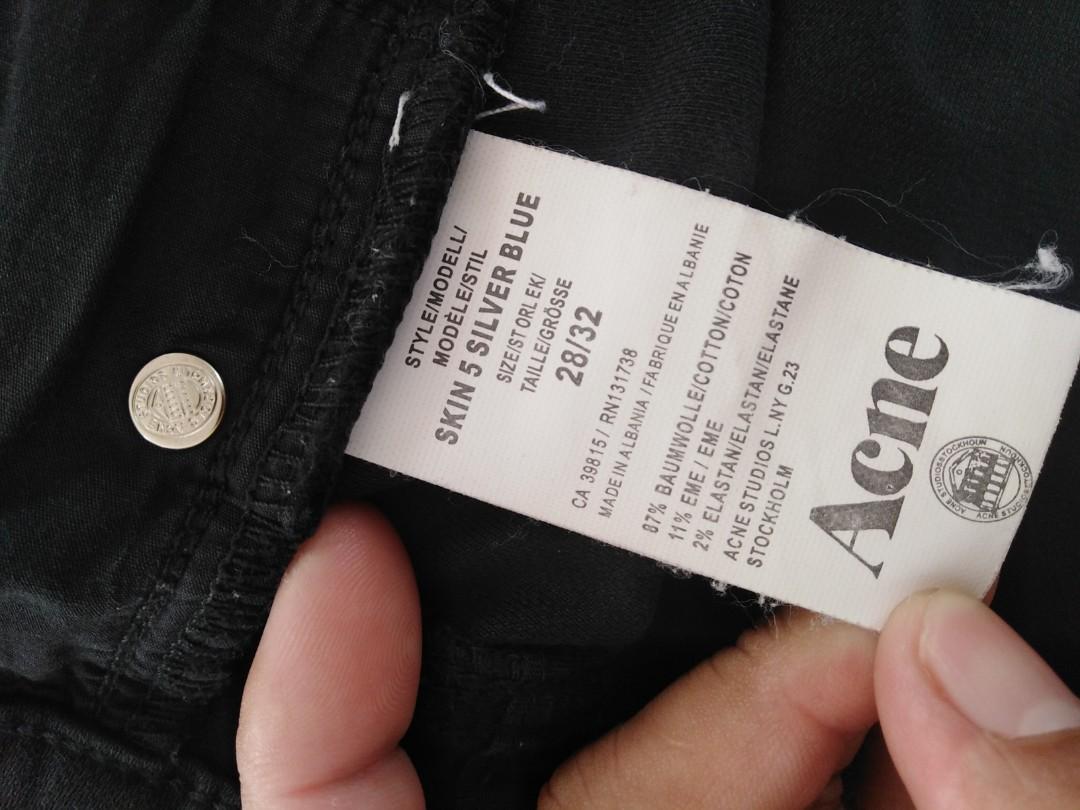 STYLE/MODELL/
MODÈLE/STIL
SKIN 5 SILVER BLUE
SIZE/STORLEK/
TAILLE/GRÖSSE
28/32
CA 39815 / RN131738
MADE IN ALBANIA / FABRIQUE EN ALBANIE
87% BAUMWOLLE/COTTON/COTON
11% EME / EME
2% ELASTAN/ELASTAN/ELASTANE
ACNE STUDIOS L.NY G.23
STOCKHOLM
Acne